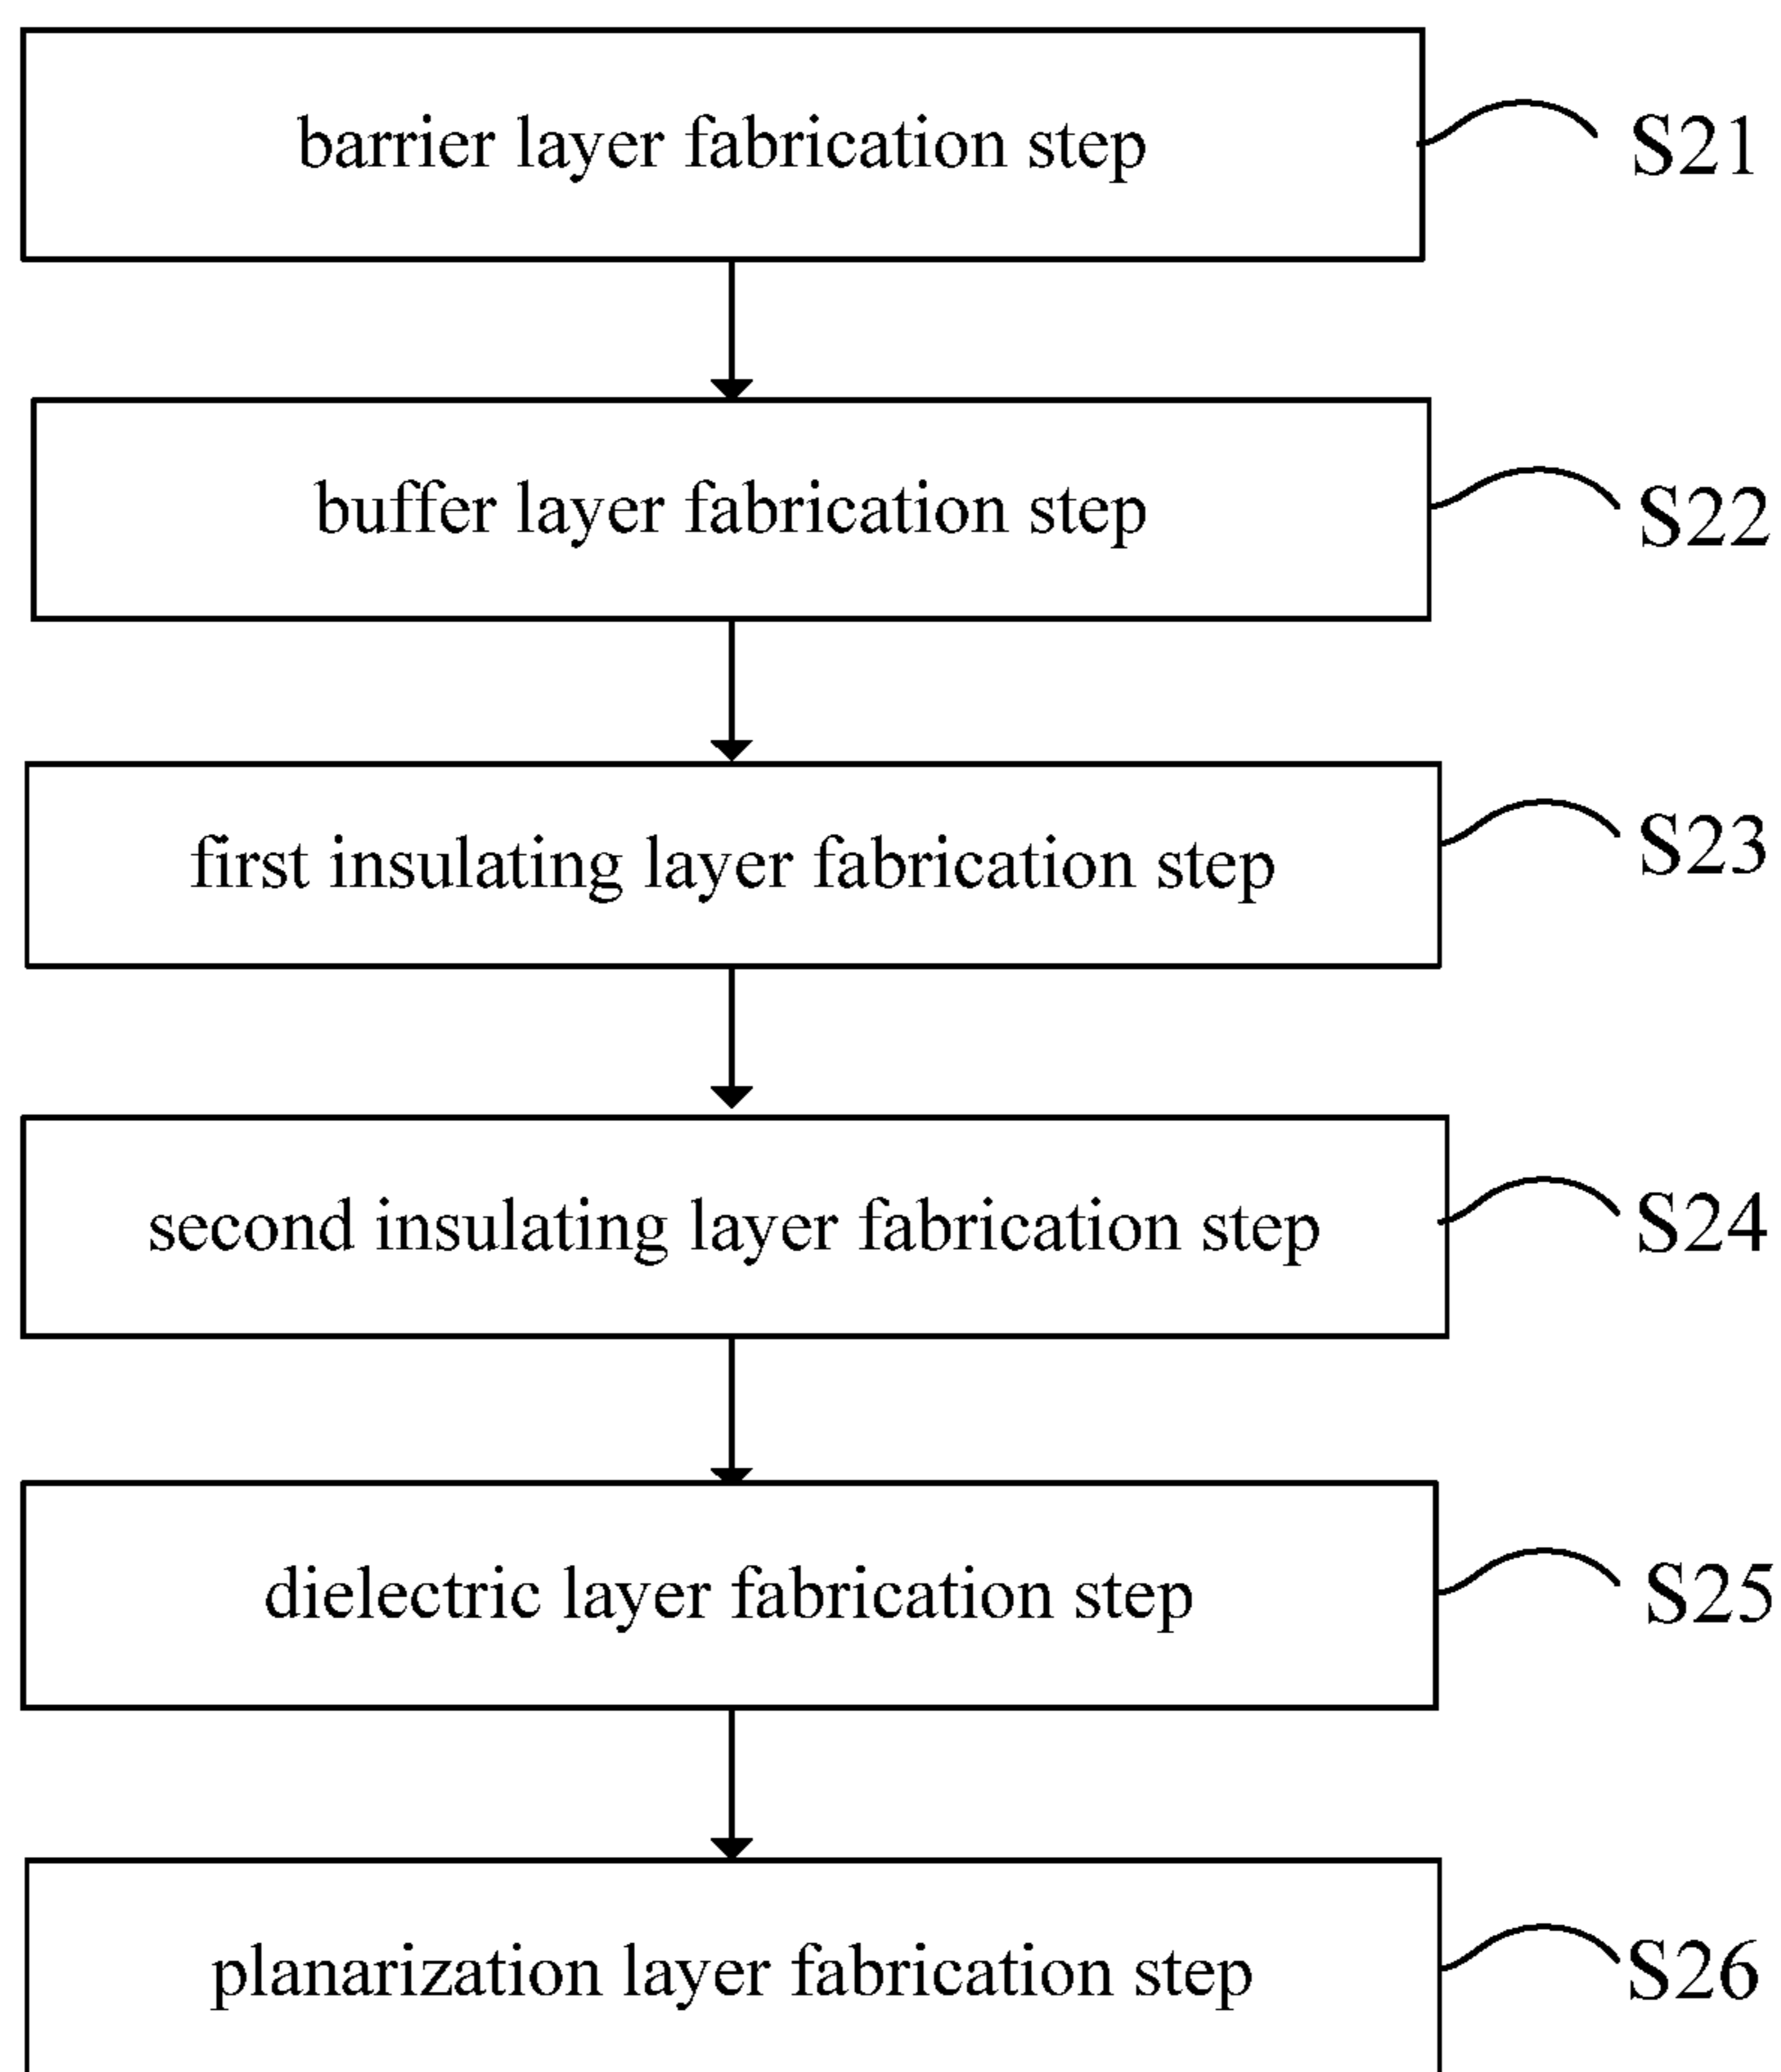 barrier layer fabrication step S21
buffer layer fabrication step S22
first insulating layer fabrication step S23
second insulating layer fabrication step S24
dielectric layer fabrication step S25
planarization layer fabrication step S26